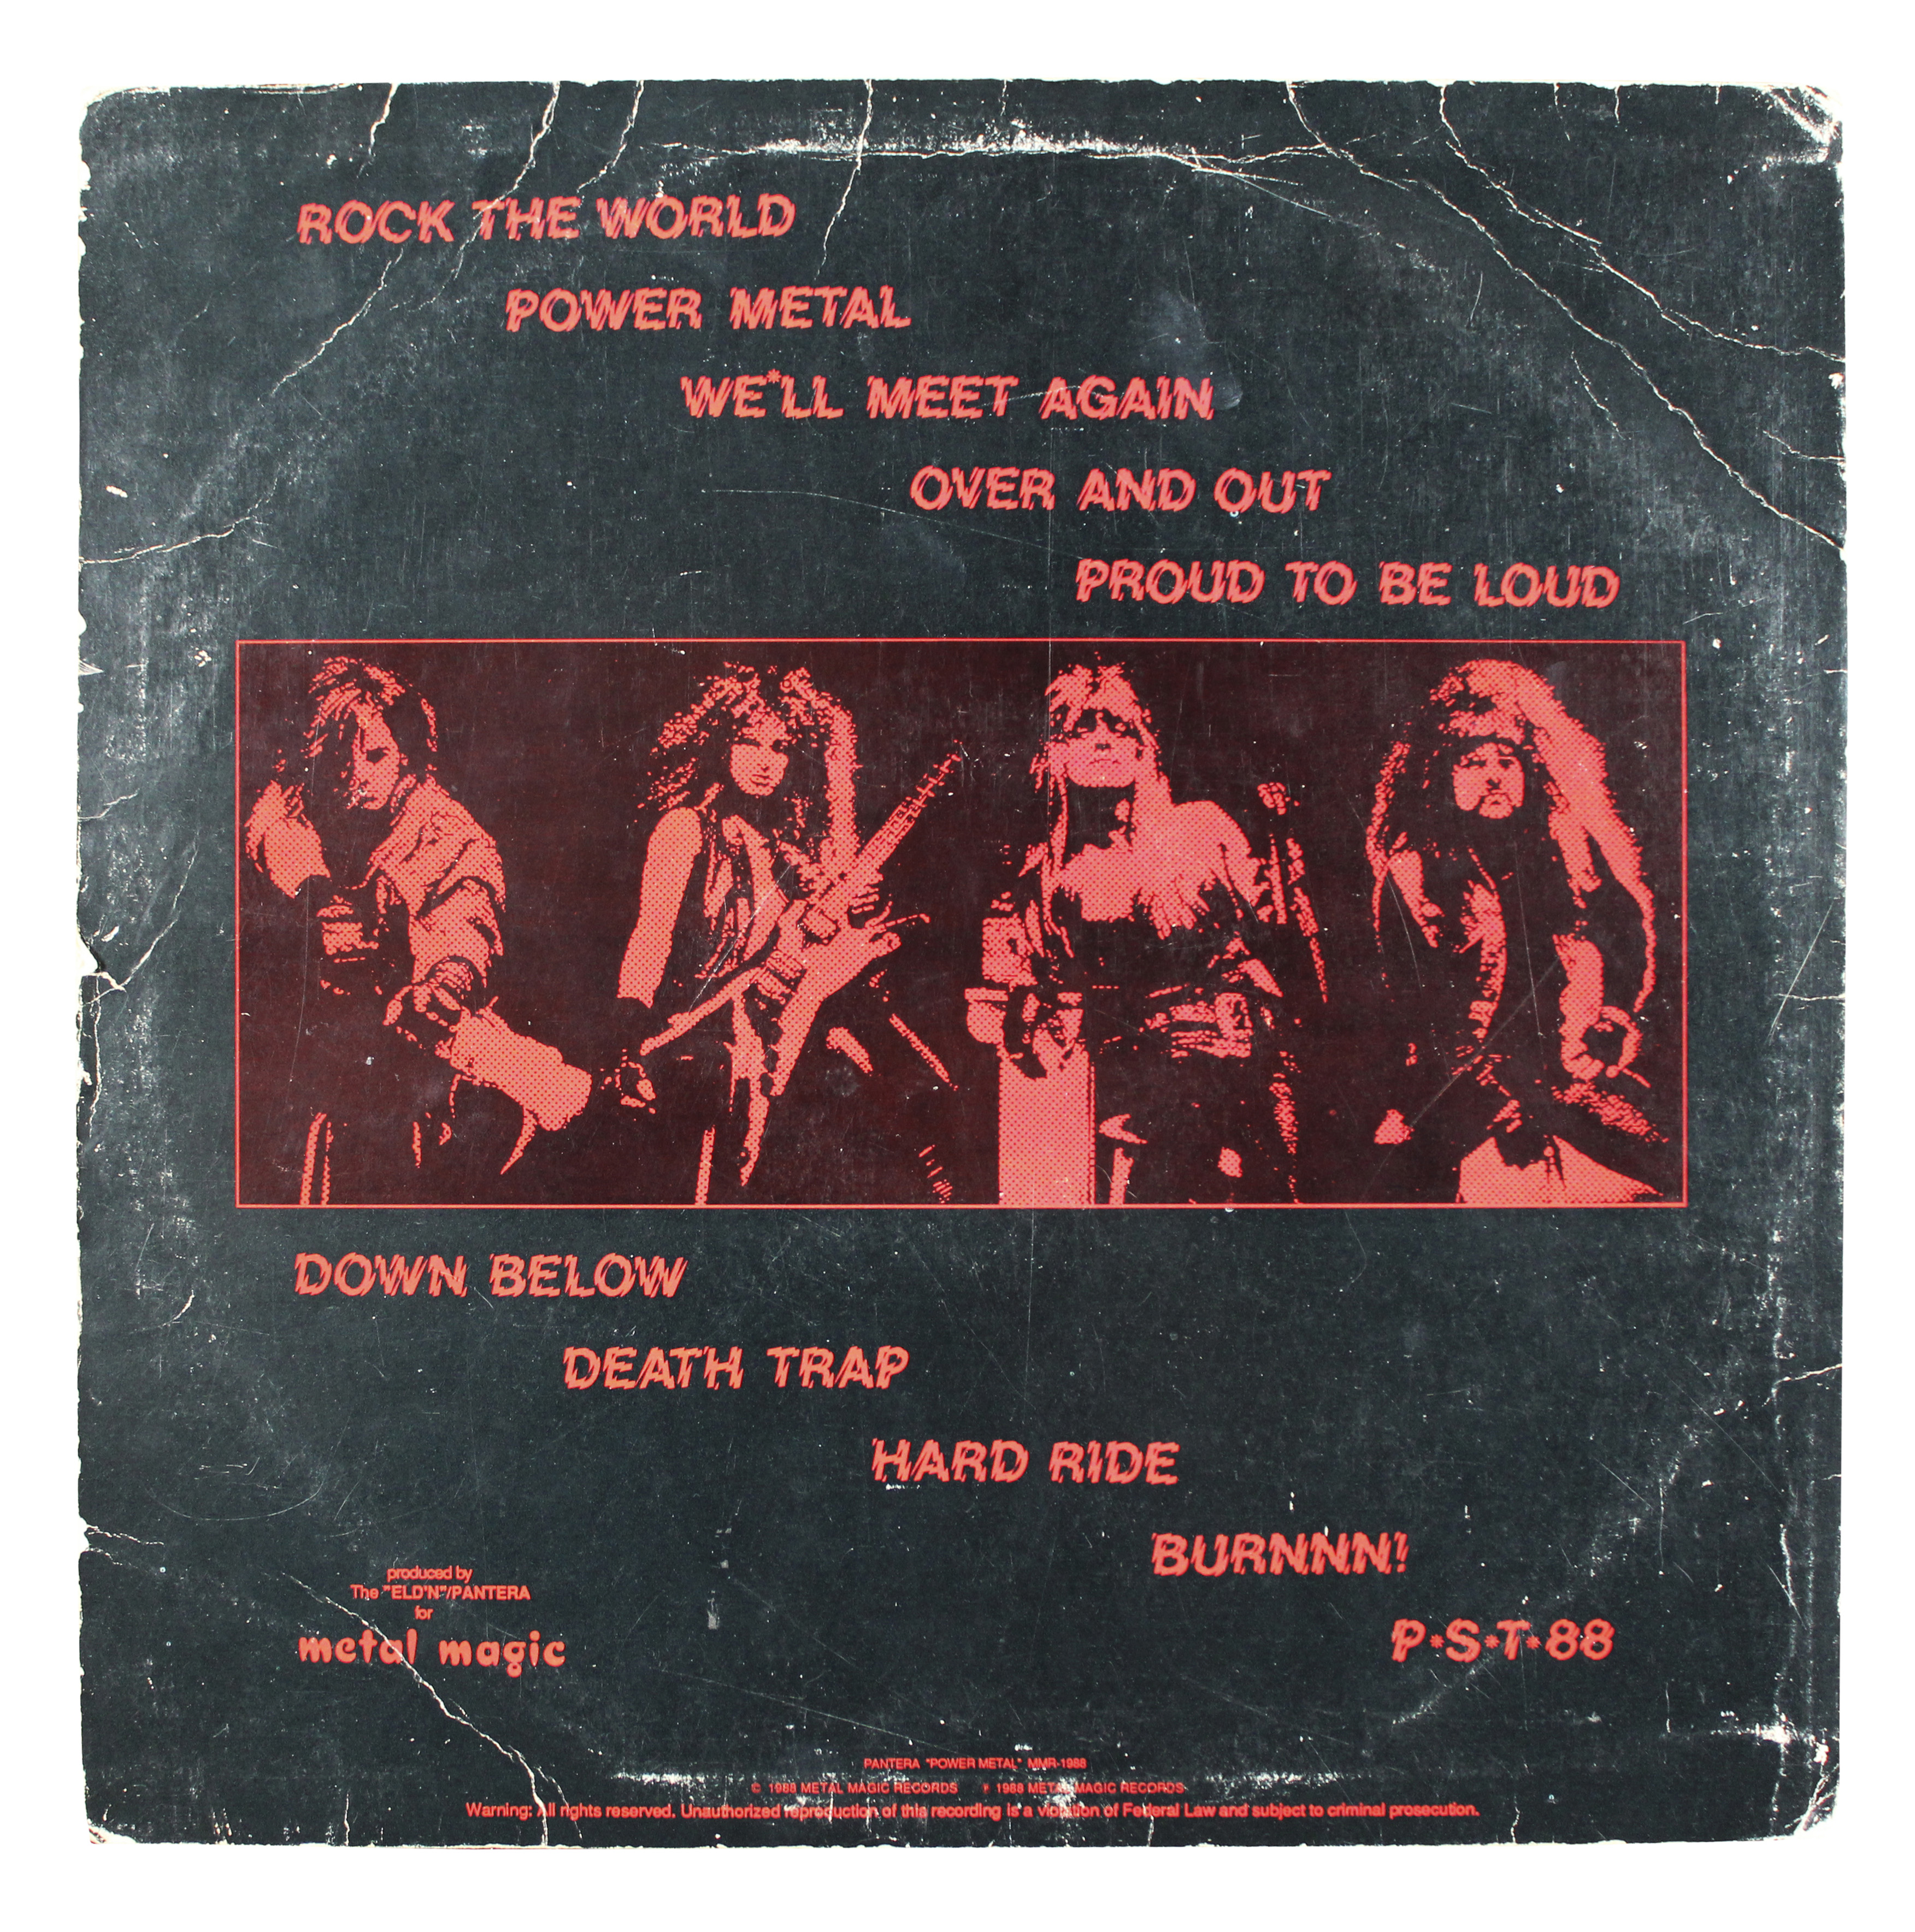 ROCK THE WORLD
POWER METAL
WE'LL MEET AGAIN
OVER AND OUT
PROUD TO BE LOUD
DOWN BELOW
DEATH TRAP
HARD RIDE
BURNNN!
P*S*T*88
produced by
The "ELD'N"/PANTERA
for
metal magic
PANTERA "POWER METAL" MMR-1988
© 1988 METAL MAGIC RECORDS ℗ 1988 METAL MAGIC RECORDS
Warning: All rights reserved. Unauthorized reproduction of this recording is a violation of Federal Law and subject to criminal prosecution.